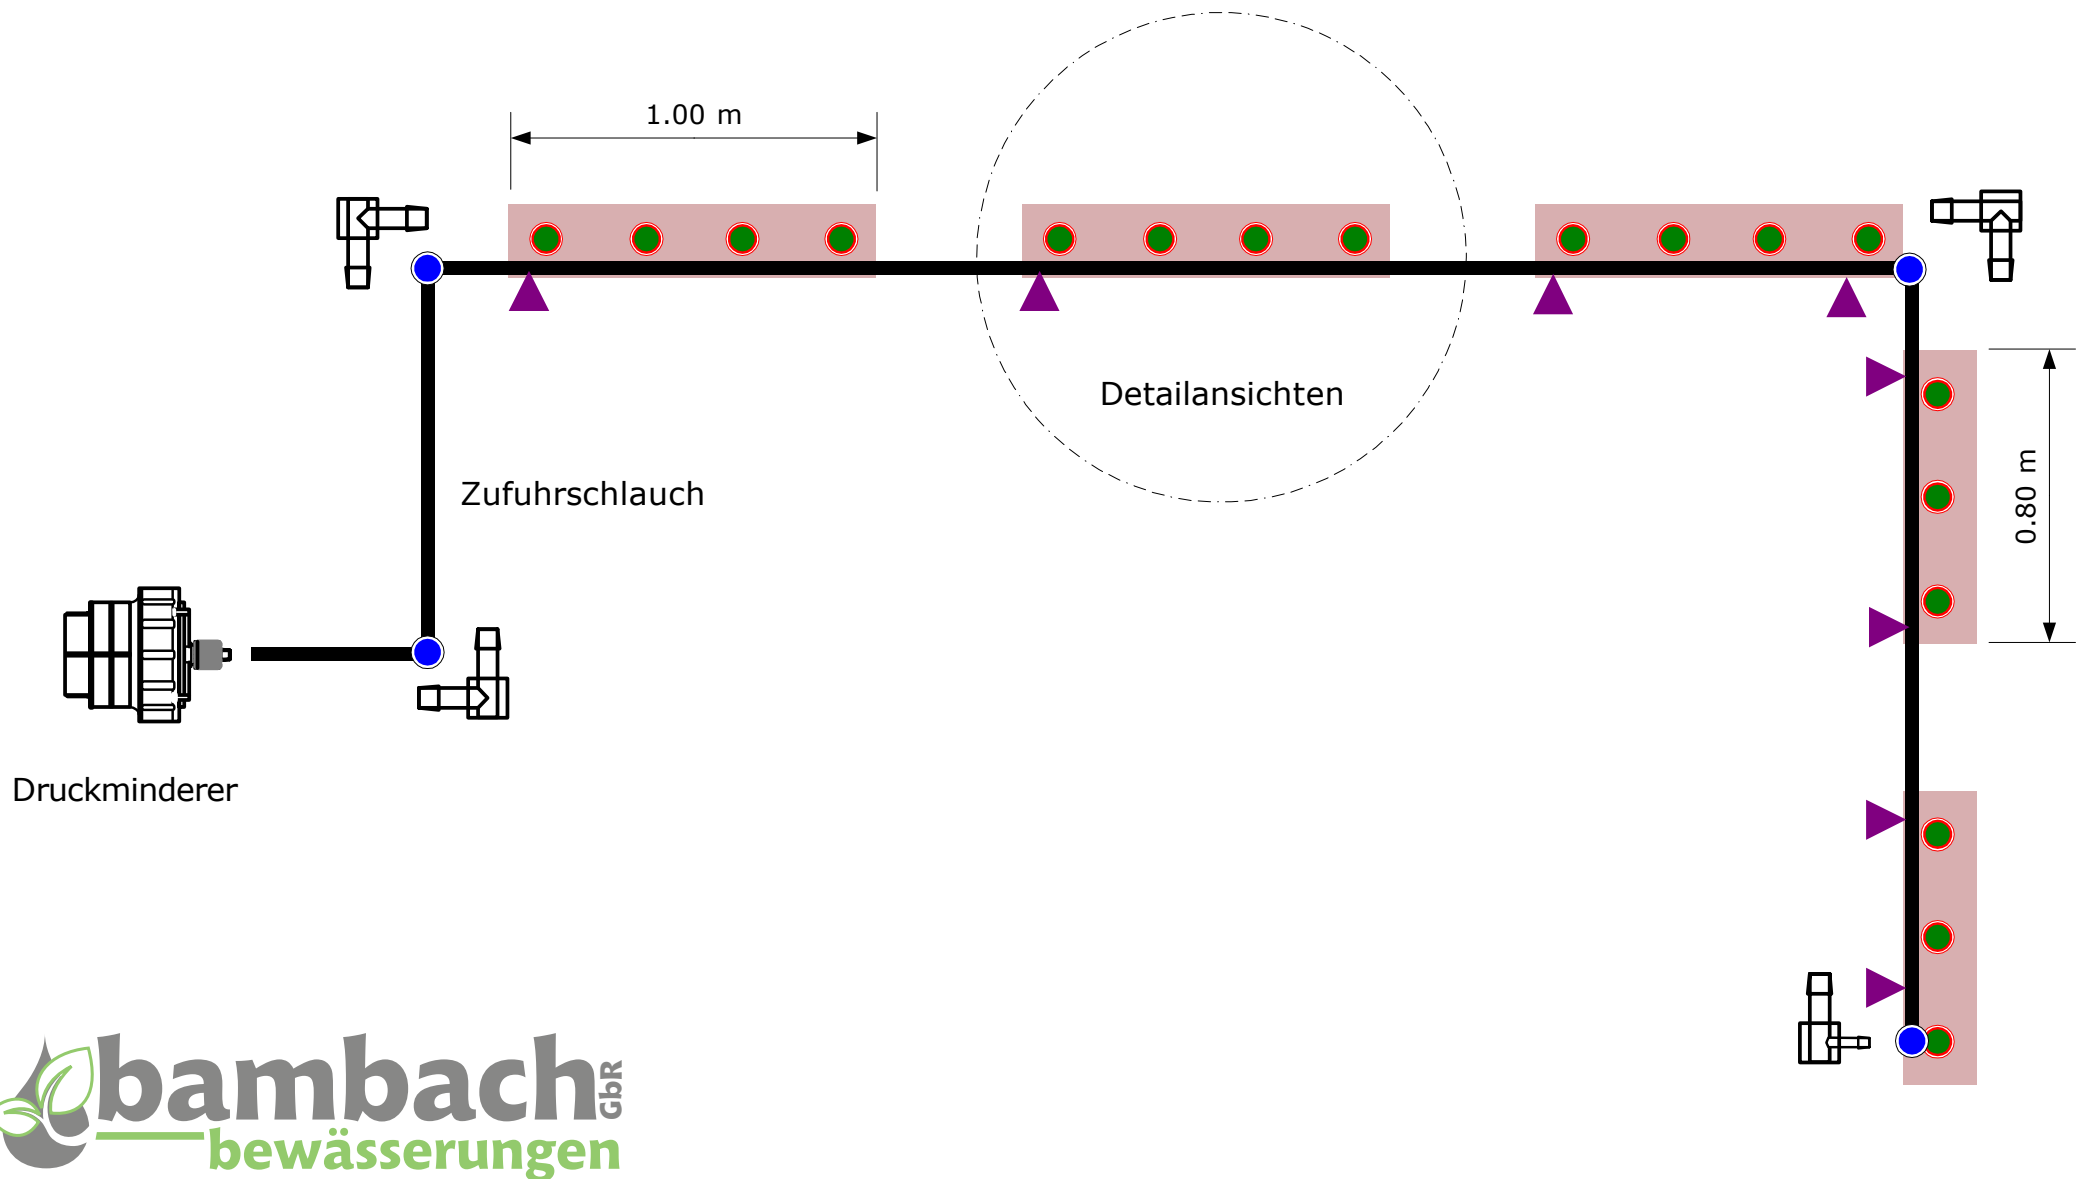 1.00 m
Detailansichten
Zufuhrschlauch
0.80 m
Druckminderer
bambach GbR
bewässerungen